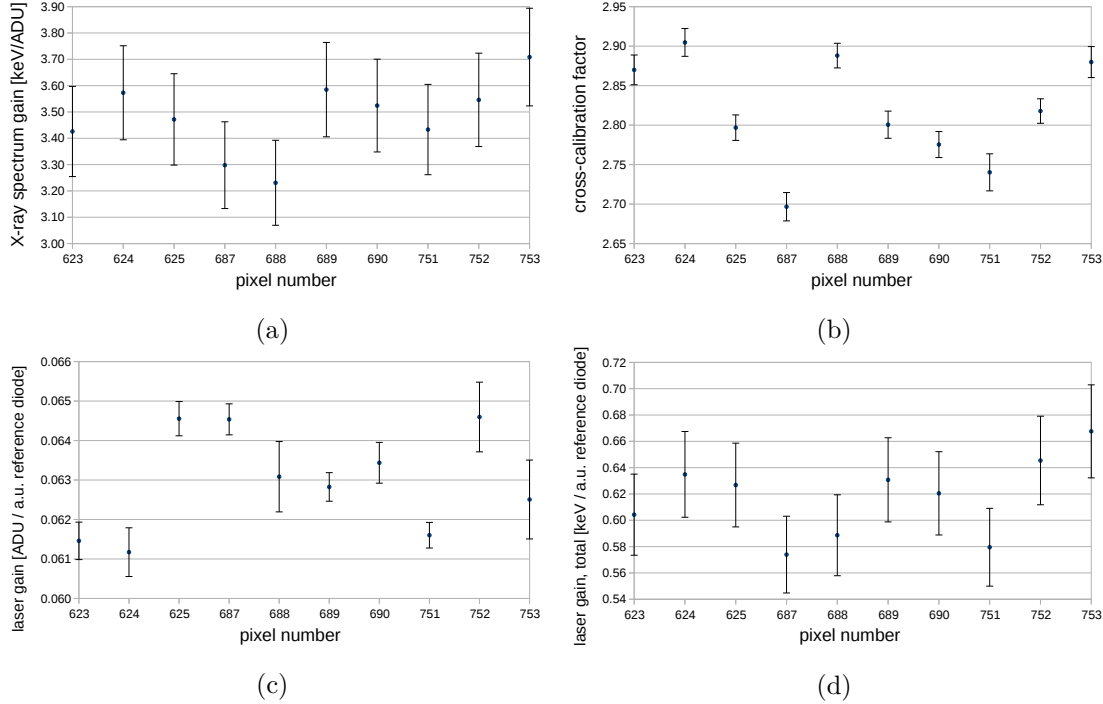 X-ray spectrum gain [keV/ADU]
3.90
3.80
3.70
3.60
3.50
3.40
3.30
3.20
3.10
3.00
623 624 625 687 688 689 690 751 752 753
pixel number
(a)
cross-calibration factor
2.95
2.90
2.85
2.80
2.75
2.70
2.65
623 624 625 687 688 689 690 751 752 753
pixel number
(b)
laser gain [ADU / a.u. reference diode]
0.066
0.065
0.064
0.063
0.062
0.061
0.060
623 624 625 687 688 689 690 751 752 753
pixel number
(c)
laser gain, total [keV / a.u. reference diode]
0.72
0.70
0.68
0.66
0.64
0.62
0.60
0.58
0.56
0.54
623 624 625 687 688 689 690 751 752 753
pixel number
(d)